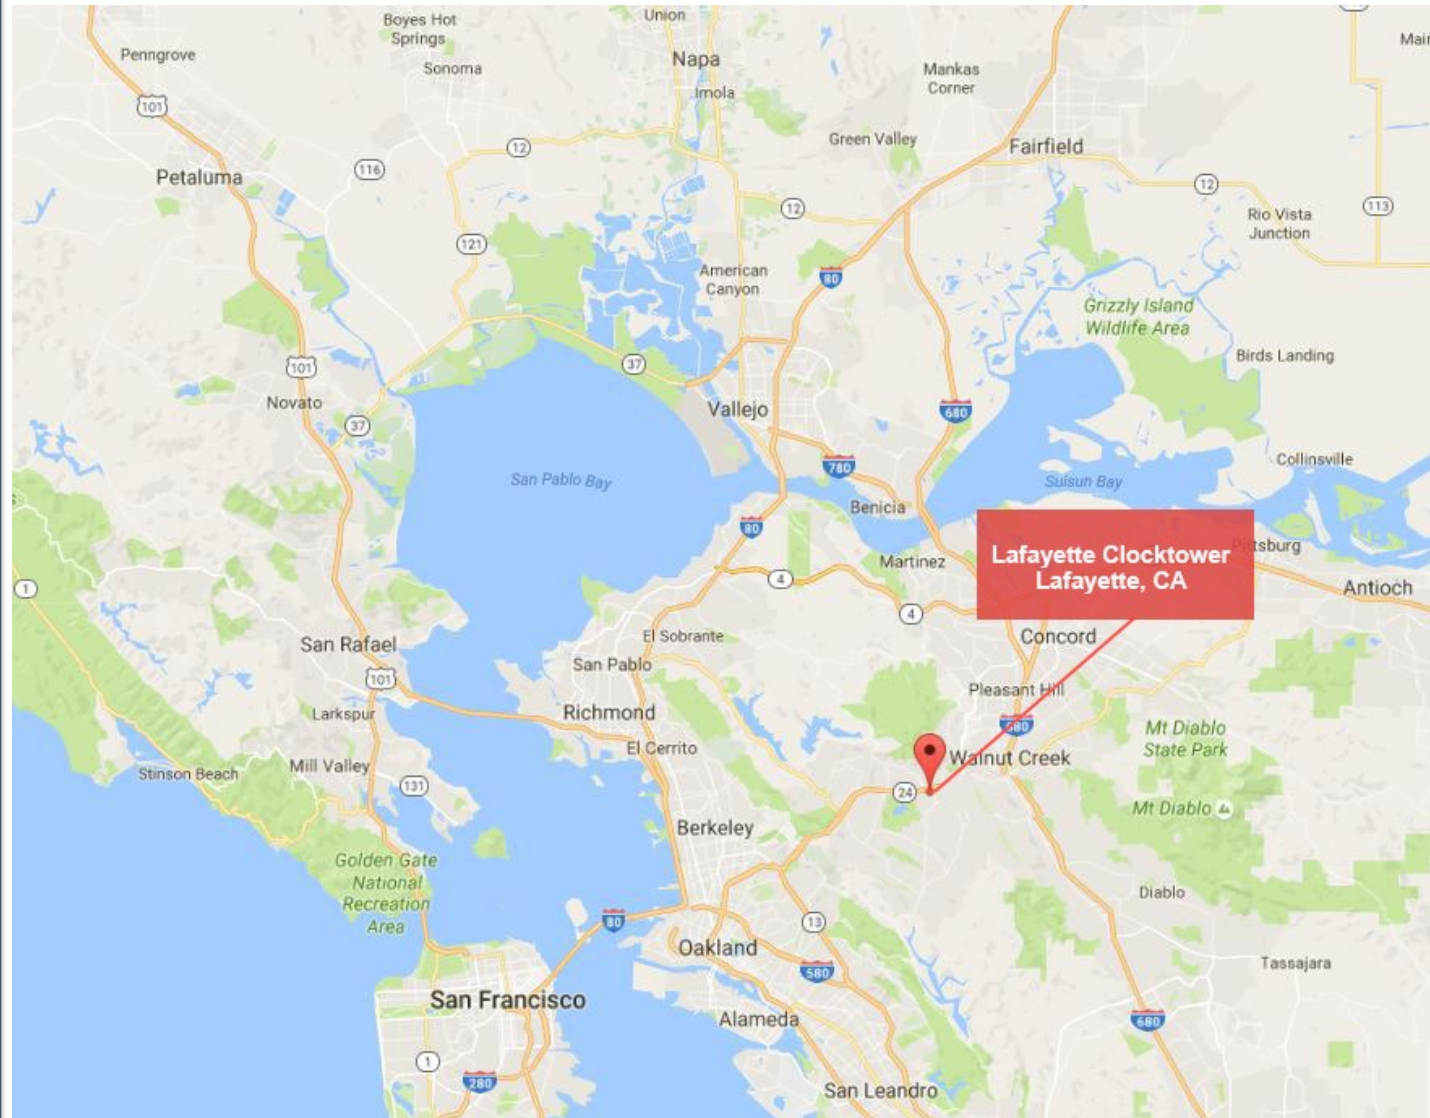 Union
Boyes Hot
Springs
Penngrove
Napa
Sonoma
Mankas
Corner
Imola
101
Green Valley
Fairfield
12
116
Petaluma
12
12
113
Rio Vista
Junction
121
American
Canyon
80
Grizzly Island
Wildlife Area
Birds Landing
37
101
Novato
Vallejo
680
37
Collinsville
780
San Pablo Bay
Suisun Bay
Benicia
80
Lafayette Clocktower
Lafayette, CA
Martinez
4
1
Antioch
4
El Sobrante
Concord
San Rafael
San Pablo
101
Pleasant Hill
Larkspur
Richmond
680
Mt Diablo
State Park
El Cerrito
Walnut Creek
Stinson Beach
Mill Valley
131
24
Mt Diablo
Berkeley
Golden Gate
National
Recreation
Area
Diablo
80
13
Oakland
Tassajara
580
San Francisco
Alameda
680
1
280
San Leandro